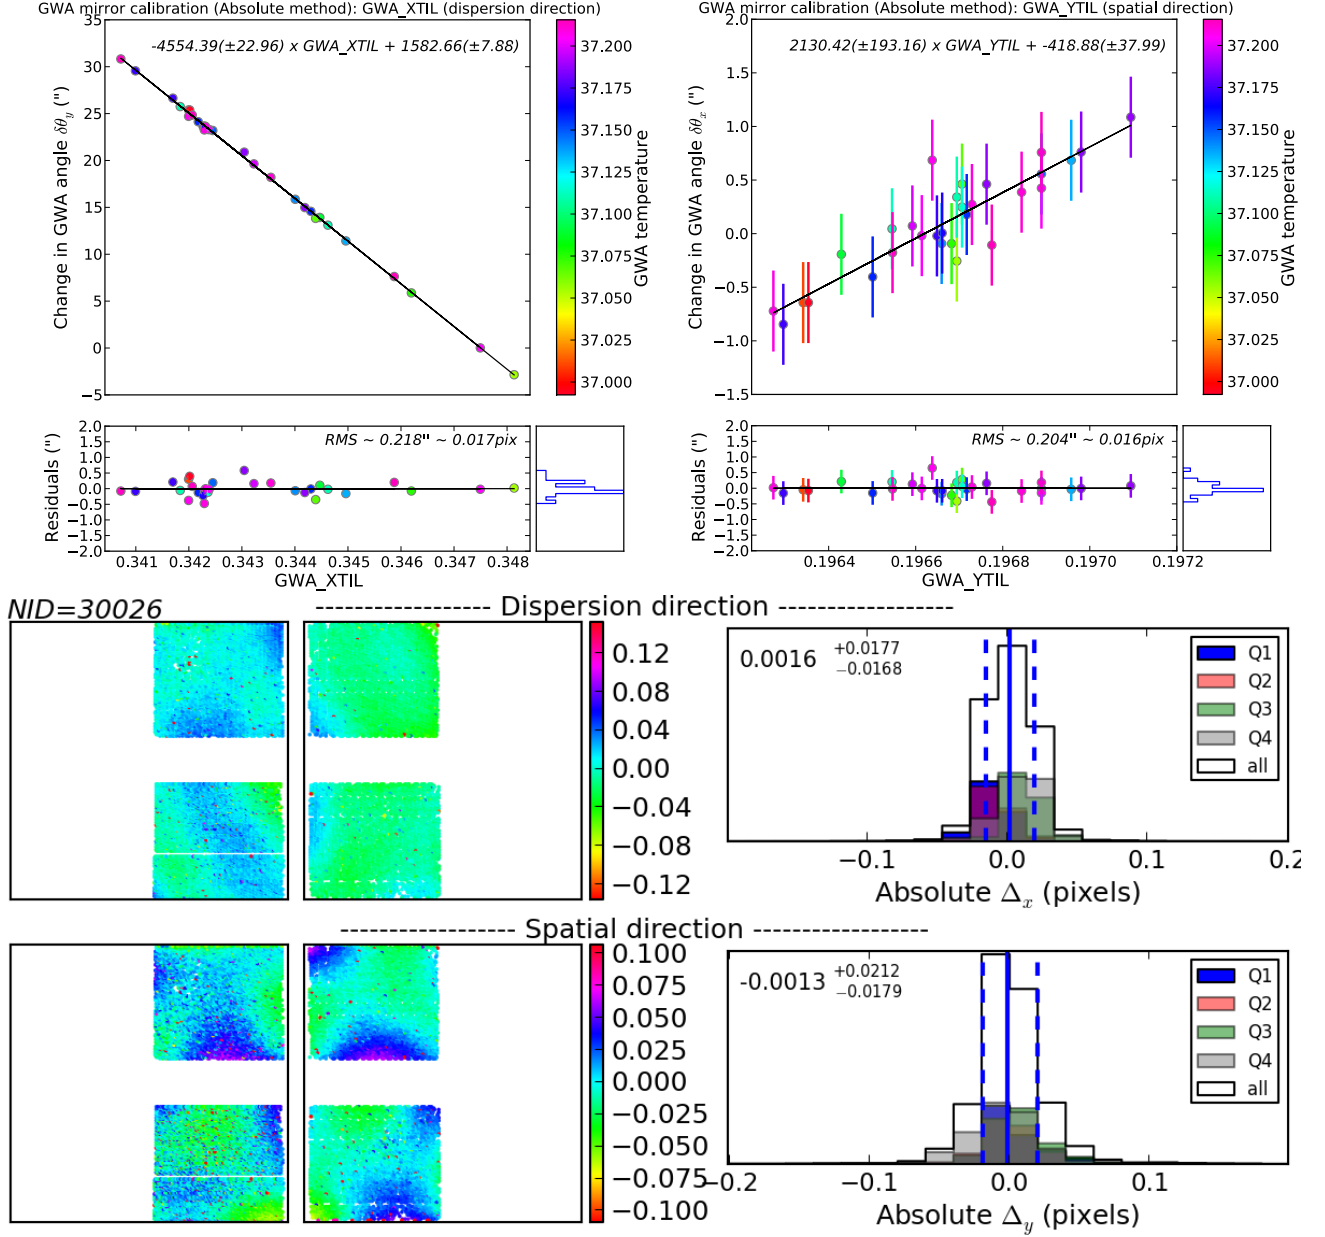 GWA mirror calibration (Absolute method): GWA_XTIL (dispersion direction)
-4554.39(±22.96) x GWA_XTIL + 1582.66(±7.88)
Change in GWA angle δθy (")
35
30
25
20
15
10
5
0
−5
37.200
37.175
37.150
37.125
37.100
37.075
37.050
37.025
37.000
GWA temperature
GWA mirror calibration (Absolute method): GWA_YTIL (spatial direction)
2130.42(±193.16) x GWA_YTIL + -418.88(±37.99)
Change in GWA angle δθx (")
2.0
1.5
1.0
0.5
0.0
−0.5
−1.0
−1.5
37.200
37.175
37.150
37.125
37.100
37.075
37.050
37.025
37.000
GWA temperature
RMS ~ 0.218" ~ 0.017pix
Residuals (")
2.0
1.5
1.0
0.5
0.0
−0.5
−1.0
−1.5
−2.0
0.341 0.342 0.343 0.344 0.345 0.346 0.347 0.348
GWA_XTIL
RMS ~ 0.204" ~ 0.016pix
Residuals (")
2.0
1.5
1.0
0.5
0.0
−0.5
−1.0
−1.5
−2.0
0.1964 0.1966 0.1968 0.1970 0.1972
GWA_YTIL
NID=30026
------------------ Dispersion direction ------------------
0.12
0.08
0.04
0.00
−0.04
−0.08
−0.12
0.0016 +0.0177
−0.0168
Q1
Q2
Q3
Q4
all
−0.1 0.0 0.1 0.2
Absolute Δx (pixels)
------------------ Spatial direction ------------------
0.100
0.075
0.050
0.025
0.000
−0.025
−0.050
−0.075
−0.100
-0.0013 +0.0212
−0.0179
Q1
Q2
Q3
Q4
all
−0.2 −0.1 0.0 0.1
Absolute Δy (pixels)